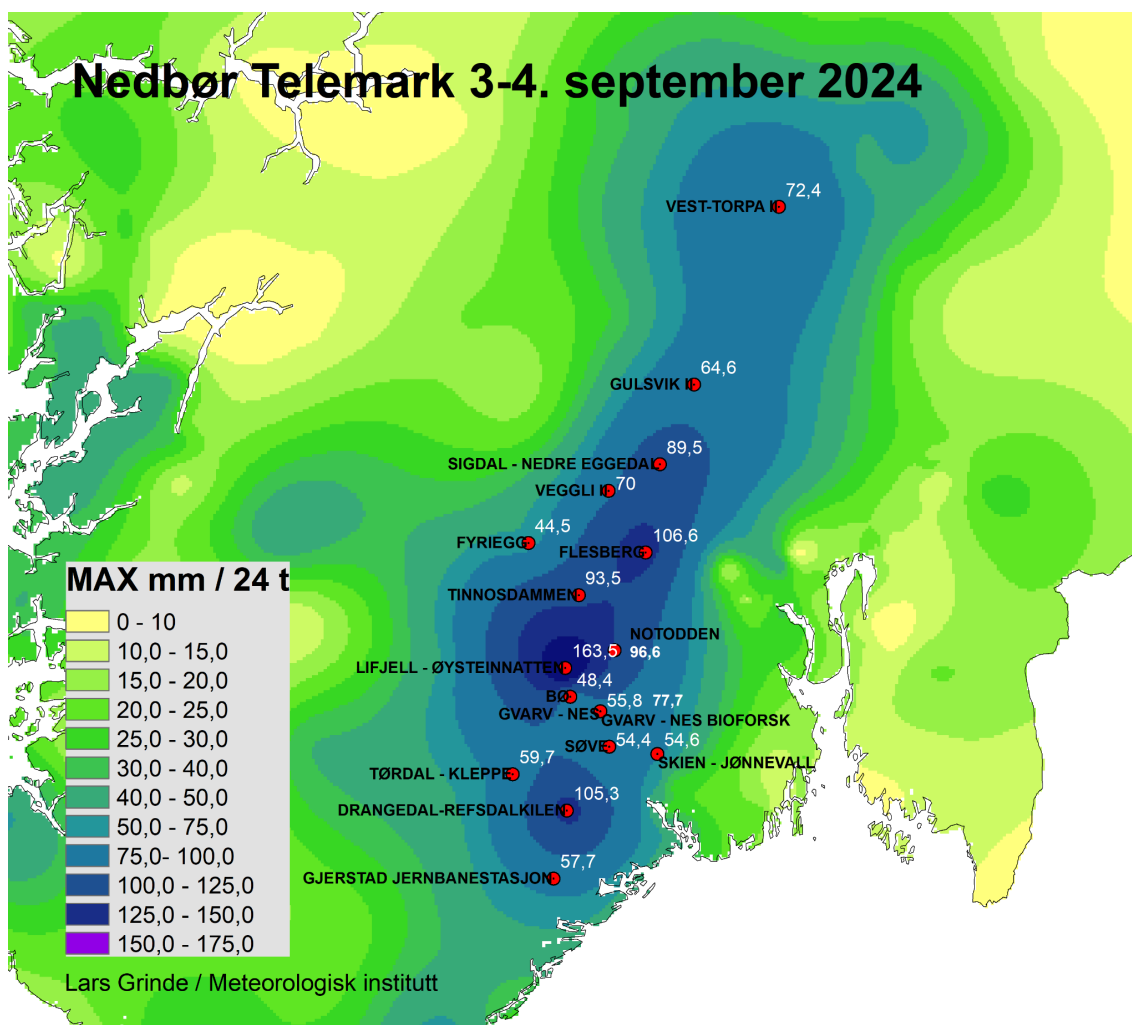 Nedbør Telemark 3-4. september 2024
72,4
VEST-TORPA II
64,6
GULSVIK II
89,5
SIGDAL - NEDRE EGGEDAL
70
VEGGLI II
44,5
FYRIEGG
106,6
FLESBERG
93,5
TINNOSDAMMEN
NOTODDEN
96,6
163,5
LIFJELL - ØYSTEINNATTEN
48,4
BØ
55,8
77,7
GVARV - NES
GVARV - NES BIOFORSK
54,4
SØVE
54,6
SKIEN - JØNNEVALL
59,7
TØRDAL - KLEPPE
105,3
DRANGEDAL-REFSDALKILEN
57,7
GJERSTAD JERNBANESTASJON
MAX mm / 24 t
0 - 10
10,0 - 15,0
15,0 - 20,0
20,0 - 25,0
25,0 - 30,0
30,0 - 40,0
40,0 - 50,0
50,0 - 75,0
75,0- 100,0
100,0 - 125,0
125,0 - 150,0
150,0 - 175,0
Lars Grinde / Meteorologisk institutt